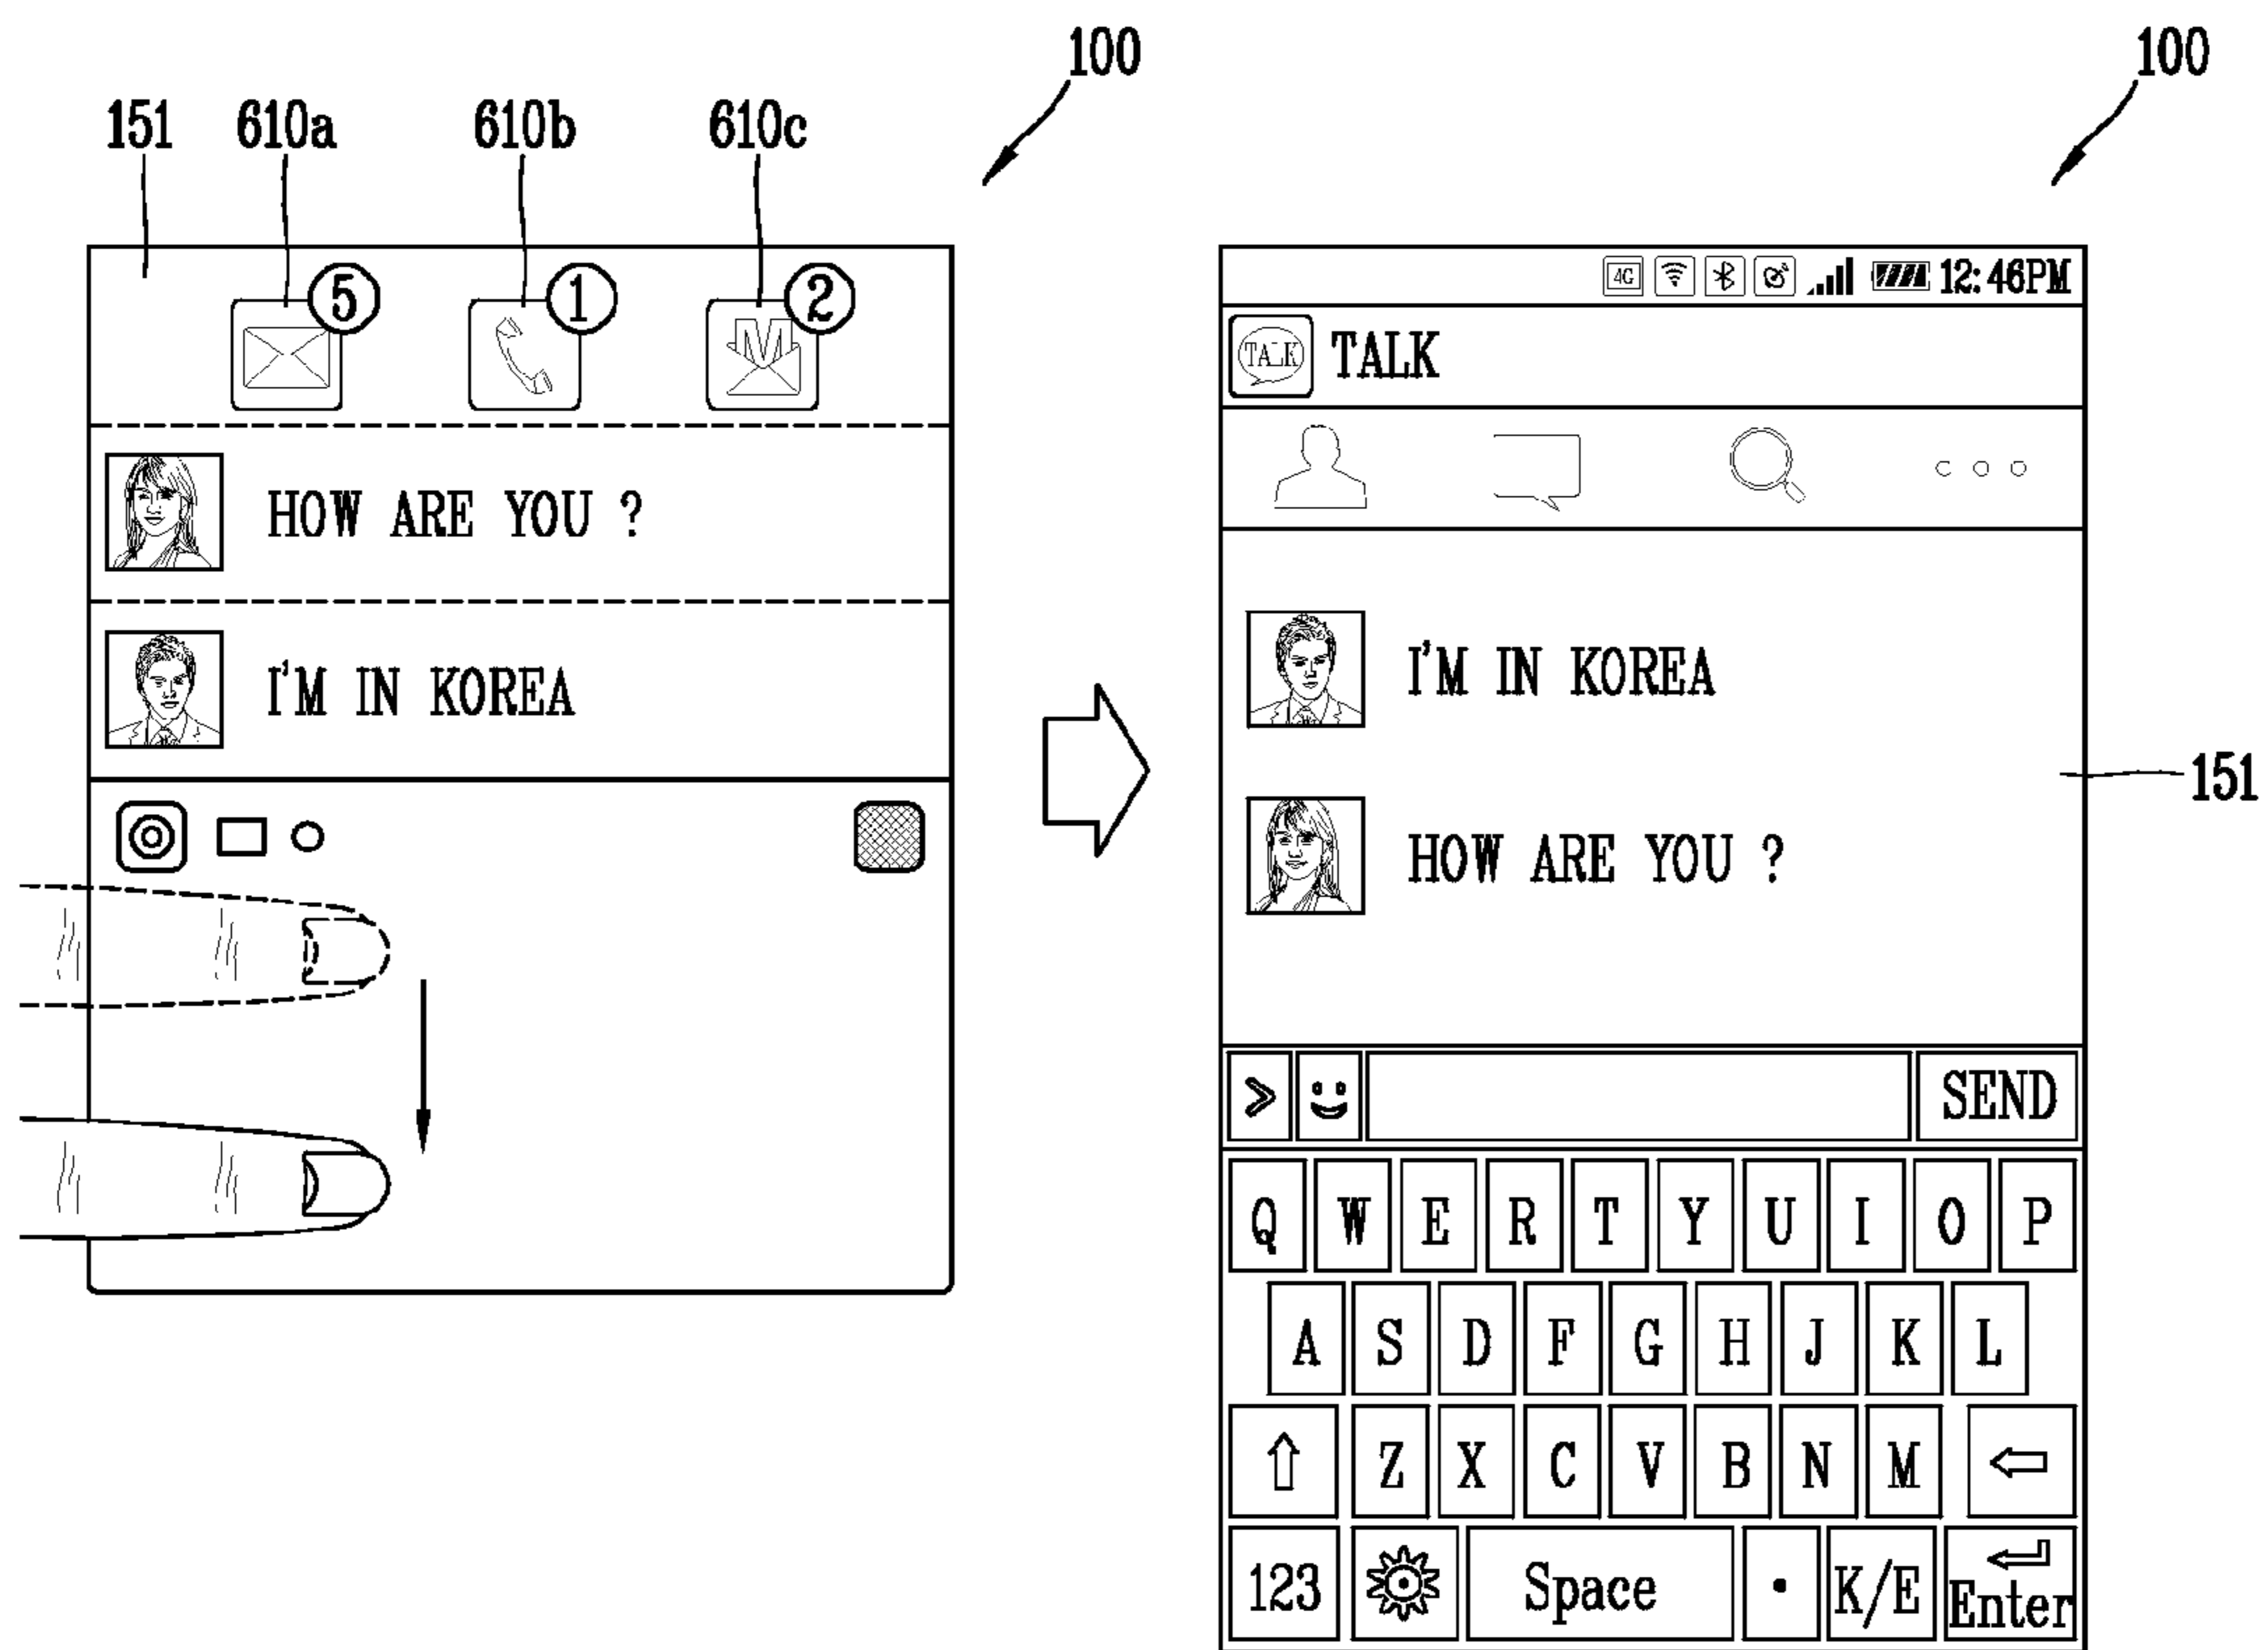 100
100
151 610a 610b 610c
5 1 2
4G 12:46PM
TALK TALK
M
HOW ARE YOU ?
I'M IN KOREA
I'M IN KOREA
151
HOW ARE YOU ?
SEND
Q W E R T Y U I O P
A S D F G H J K L
Z X C V B N M
123 Space . K/E Enter